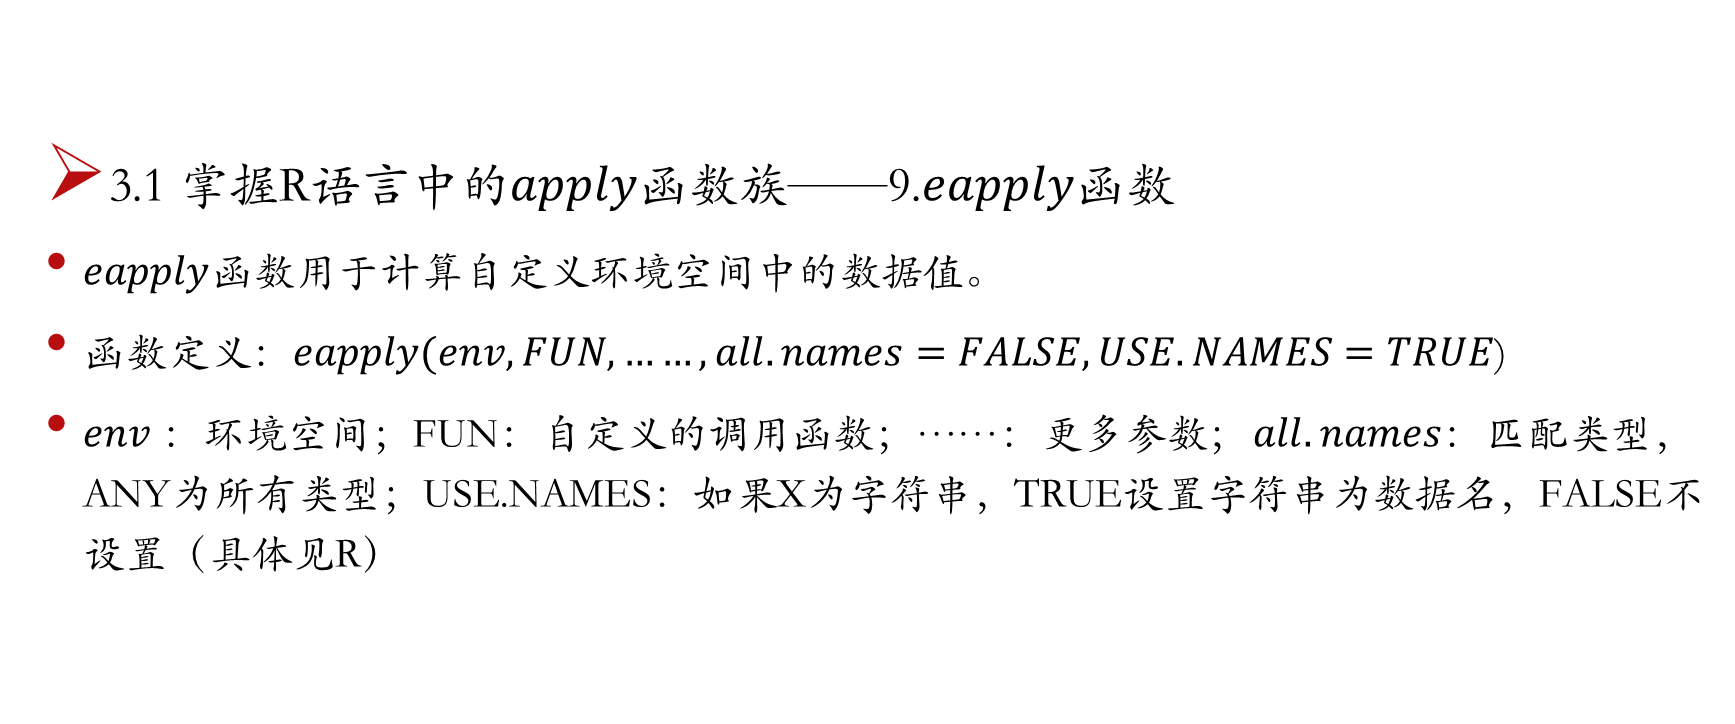 3.1 掌握R语言中的apply函数族——9.eapply函数
eapply函数用于计算自定义环境空间中的数据值。
函数定义：eapply(env,FUN,……,all.names=FALSE,USE.NAMES=TRUE)
env：环境空间；FUN：自定义的调用函数；……：更多参数；all.names：匹配类型，
ANY为所有类型；USE.NAMES：如果X为字符串，TRUE设置字符串为数据名，FALSE不
设置（具体见R）